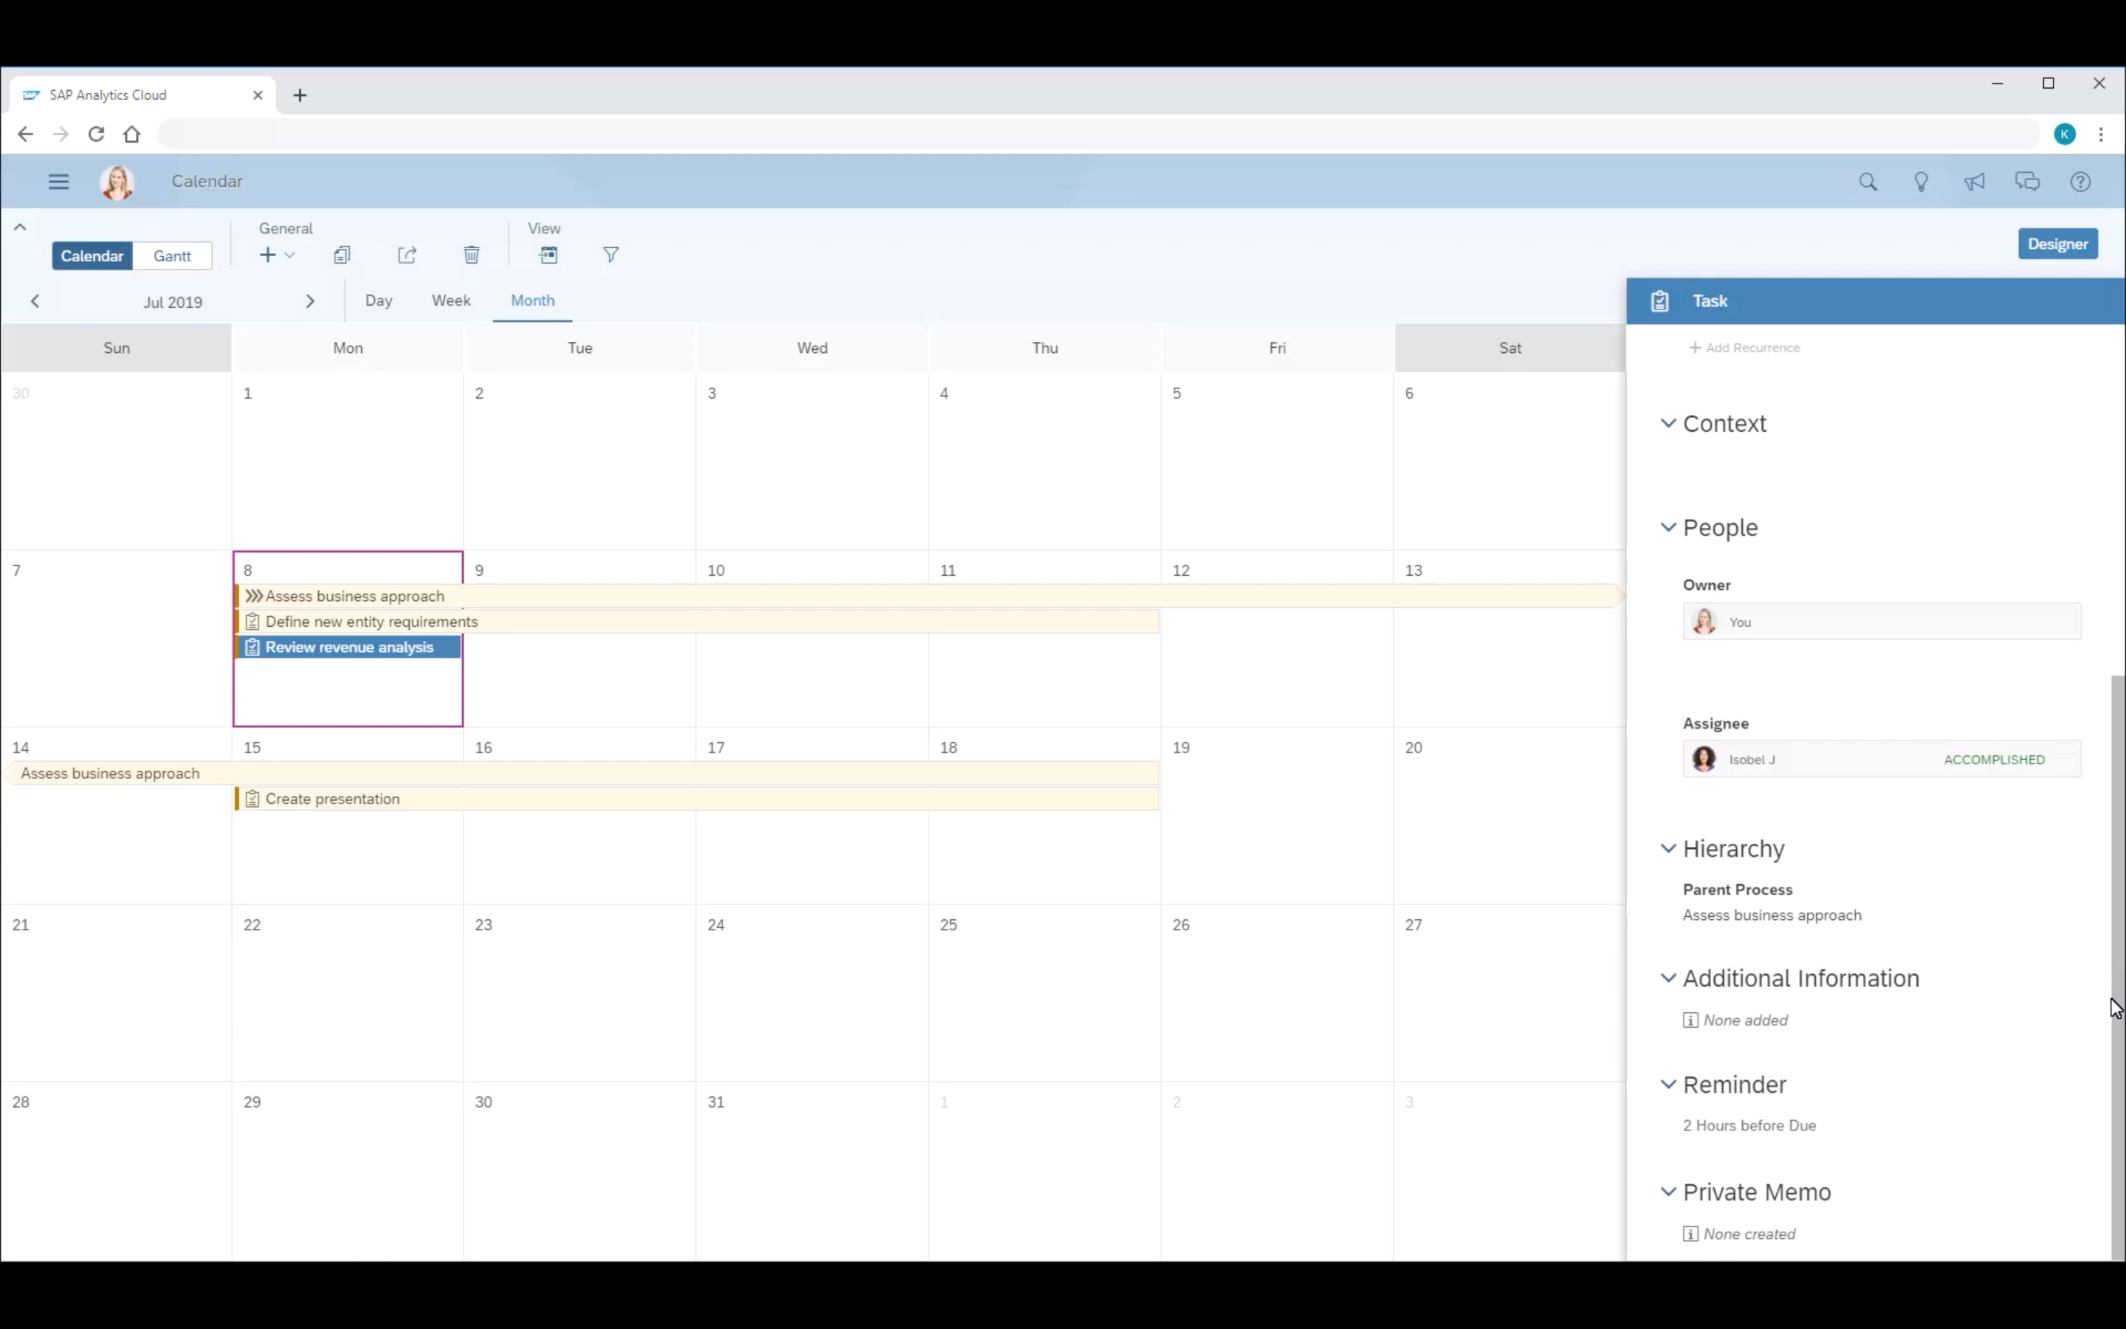 SAP Analytics Cloud
K
Calendar
General
View
Calendar
Gantt
Designer
Jul 2019
Day
Week
Month
Sun
Mon
Tue
Wed
Thu
Fri
Sat
30
1
2
3
4
5
6
7
8
9
10
11
12
13
Assess business approach
Define new entity requirements
Review revenue analysis
14
15
16
17
18
19
20
Assess business approach
Create presentation
21
22
23
24
25
26
27
28
29
30
31
1
2
3
Task
+ Add Recurrence
Context
People
Owner
You
Assignee
Isobel J
ACCOMPLISHED
Hierarchy
Parent Process
Assess business approach
Additional Information
None added
Reminder
2 Hours before Due
Private Memo
None created